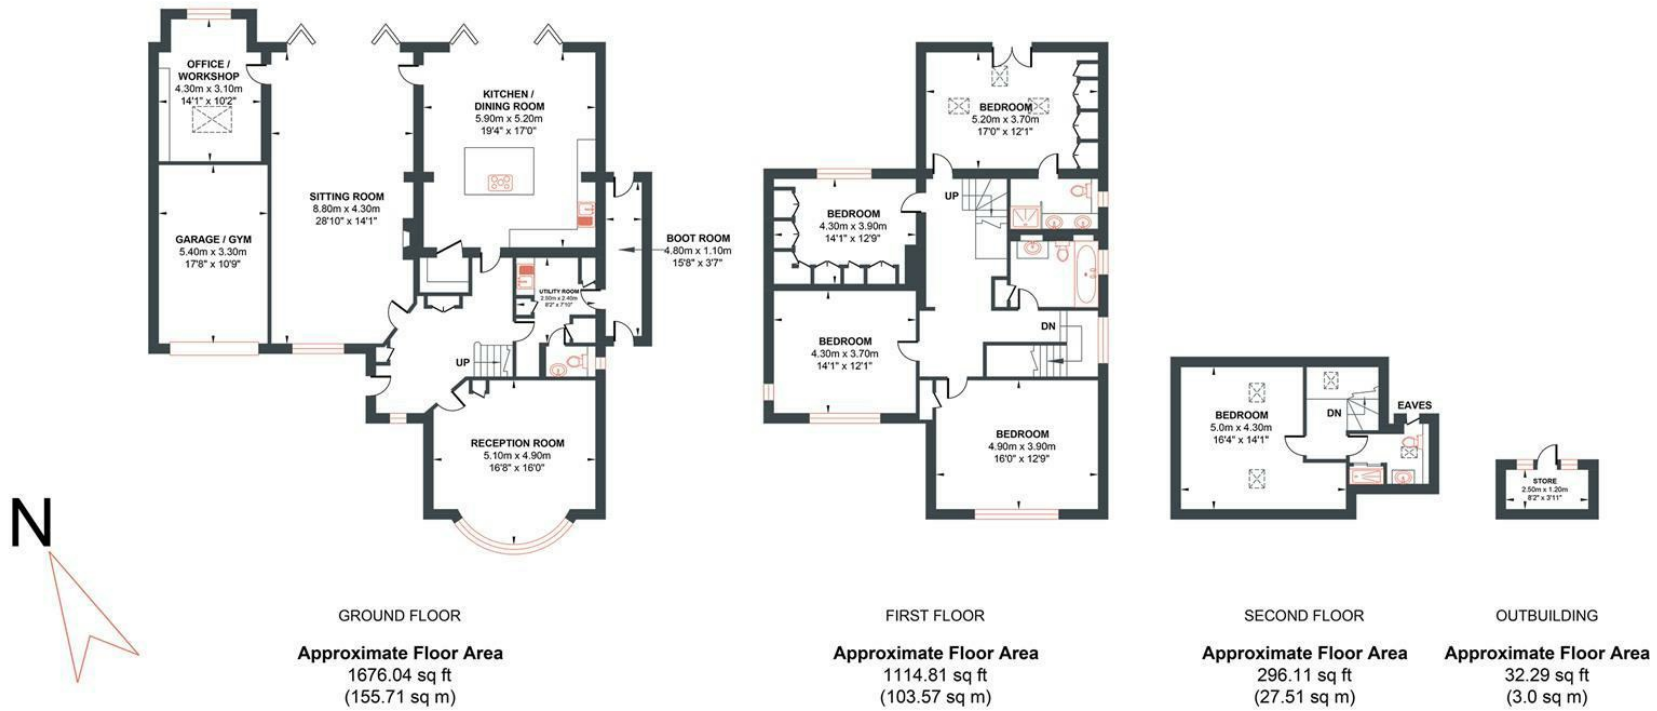 OFFICE /
WORKSHOP
4.30m x 3.10m
14'1" x 10'2"
GARAGE / GYM
5.40m x 3.30m
17'8" x 10'9"
SITTING ROOM
8.80m x 4.30m
28'10" x 14'1"
KITCHEN /
DINING ROOM
5.90m x 5.20m
19'4" x 17'0"
BOOT ROOM
4.80m x 1.10m
15'8" x 3'7"
UTILITY ROOM
2.50m x 2.40m
8'2" x 7'10"
UP
RECEPTION ROOM
5.10m x 4.90m
16'8" x 16'0"
BEDROOM
5.20m x 3.70m
17'0" x 12'1"
UP
BEDROOM
4.30m x 3.90m
14'1" x 12'9"
BEDROOM
4.30m x 3.70m
14'1" x 12'1"
DN
BEDROOM
4.90m x 3.90m
16'0" x 12'9"
BEDROOM
5.0m x 4.30m
16'4" x 14'1"
DN
EAVES
STORE
2.50m x 1.20m
8'2" x 3'11"
N
GROUND FLOOR
Approximate Floor Area
1676.04 sq ft
(155.71 sq m)
FIRST FLOOR
Approximate Floor Area
1114.81 sq ft
(103.57 sq m)
SECOND FLOOR
Approximate Floor Area
296.11 sq ft
(27.51 sq m)
OUTBUILDING
Approximate Floor Area
32.29 sq ft
(3.0 sq m)